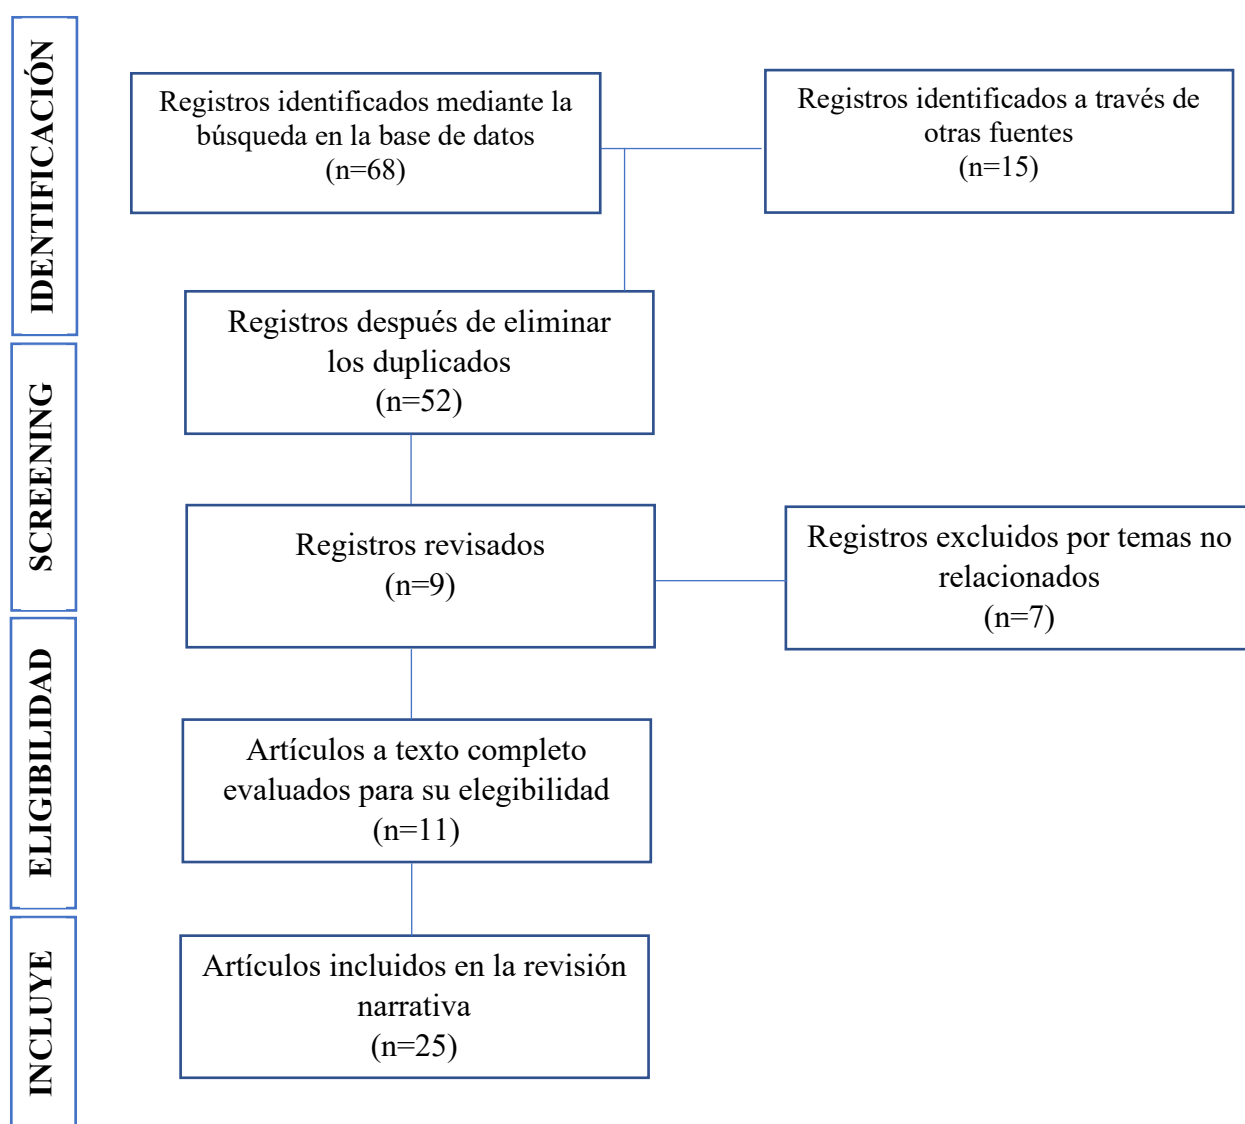 IDENTIFICACIÓN
Registros identificados mediante la
búsqueda en la base de datos
(n=68)
Registros identificados a través de
otras fuentes
(n=15)
Registros después de eliminar
los duplicados
(n=52)
SCREENING
Registros revisados
(n=9)
Registros excluidos por temas no
relacionados
(n=7)
ELIGIBILIDAD
Artículos a texto completo
evaluados para su elegibilidad
(n=11)
INCLUYE
Artículos incluidos en la revisión
narrativa
(n=25)